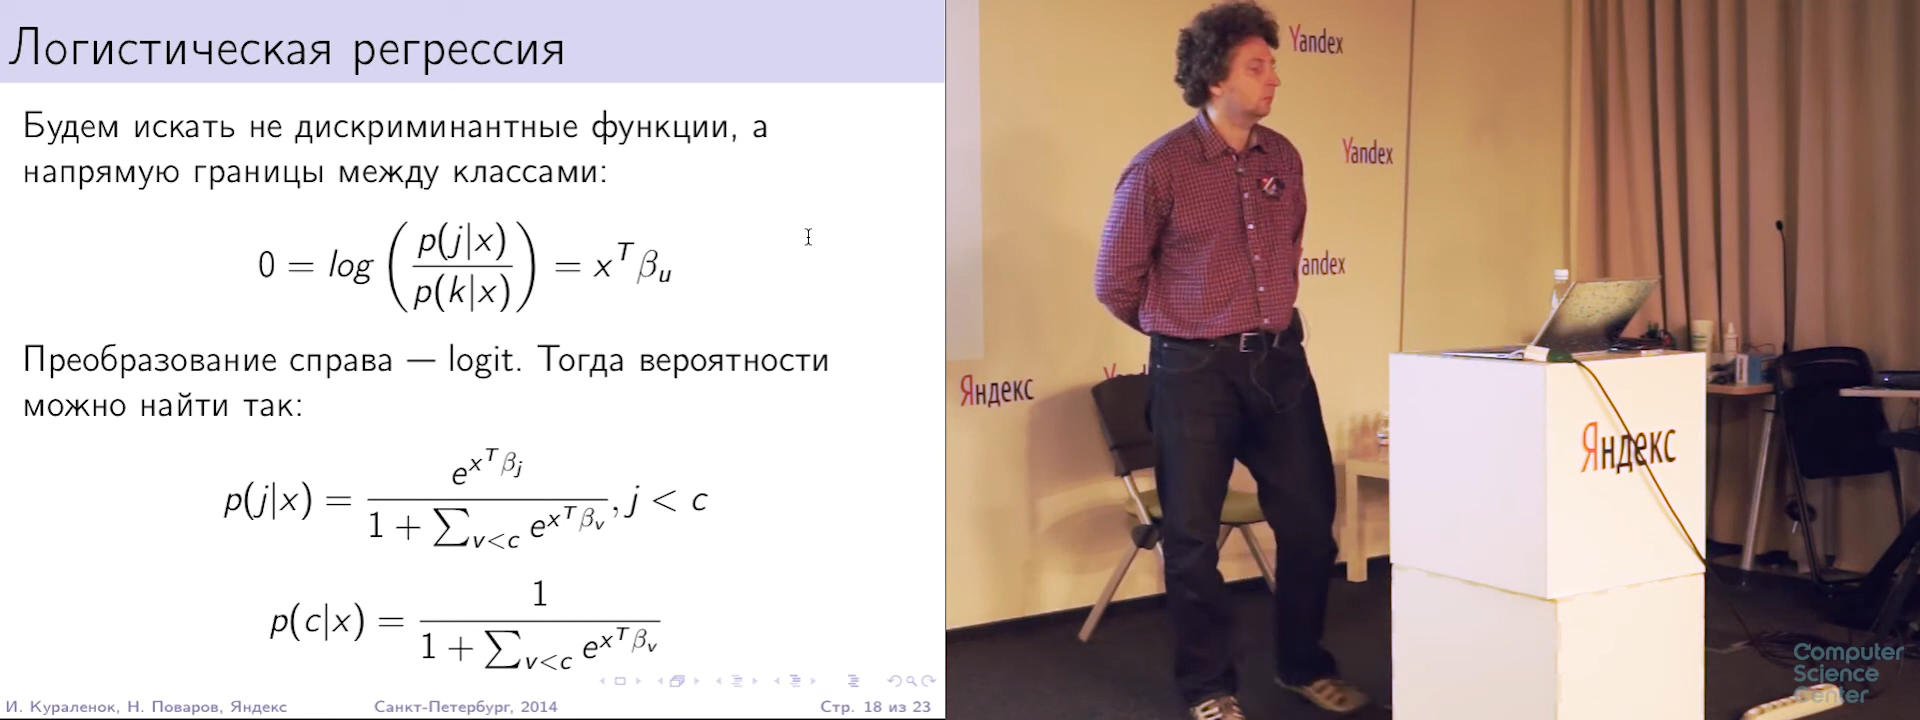 Логистическая регрессия
Будем искать не дискриминантные функции, а
напрямую границы между классами:
0 = log ( p(j|x) / p(k|x) ) = x^T β_u
Преобразование справа — logit. Тогда вероятности
можно найти так:
p(j|x) = e^{x^T β_j} / (1 + ∑_{v<c} e^{x^T β_v}), j < c
p(c|x) = 1 / (1 + ∑_{v<c} e^{x^T β_v})
И. Кураленок, Н. Поваров, Яндекс Санкт-Петербург, 2014 Стр. 18 из 23
Yandex
Yandex
andex
Яндекс
Яндекс
Computer
Science
Center